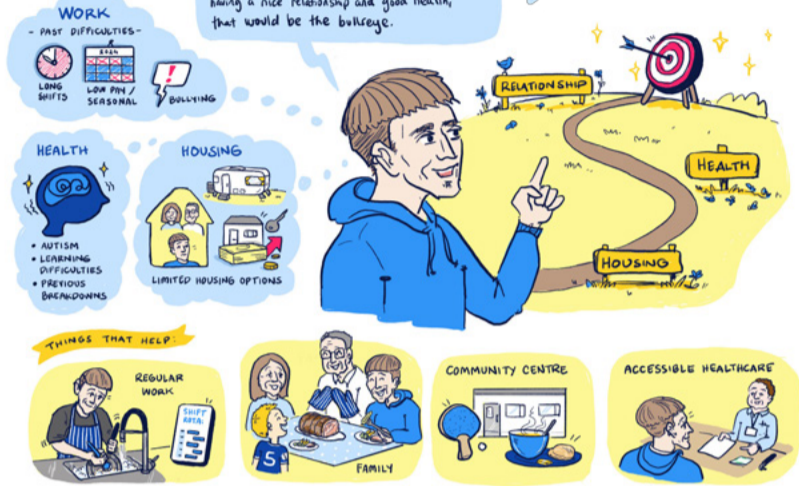 having a nice relationship and good health,
that would be the bullseye.
WORK
- PAST DIFFICULTIES -
2024
LONG
SHIFTS
LOW PAY /
SEASONAL
!
BULLYING
HEALTH
• AUTISM
• LEARNING
DIFFICULTIES
• PREVIOUS
BREAKDOWNS
HOUSING
LIMITED HOUSING OPTIONS
RELATIONSHIP
HEALTH
HOUSING
THINGS THAT HELP:
REGULAR
WORK
SHIFT
ROTA:
5
FAMILY
COMMUNITY CENTRE
ACCESSIBLE HEALTHCARE